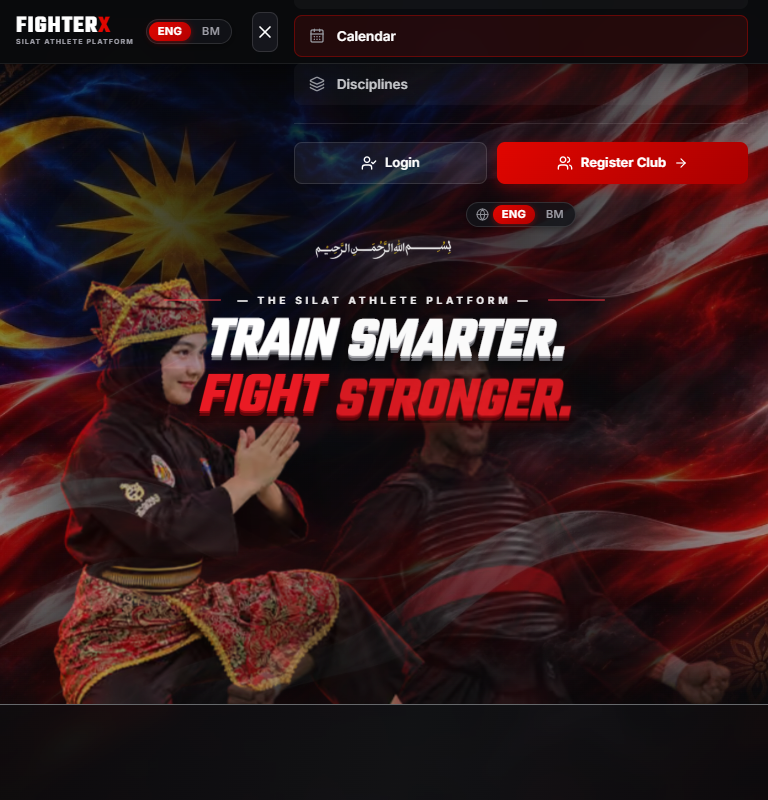 FIGHTERX
SILAT ATHLETE PLATFORM
ENG BM
Calendar
Disciplines
Login
Register Club
ENG BM
بِسْمِ اللهِ الرَّحْمٰنِ الرَّحِيْمِ
— THE SILAT ATHLETE PLATFORM —
TRAIN SMARTER.
FIGHT STRONGER.